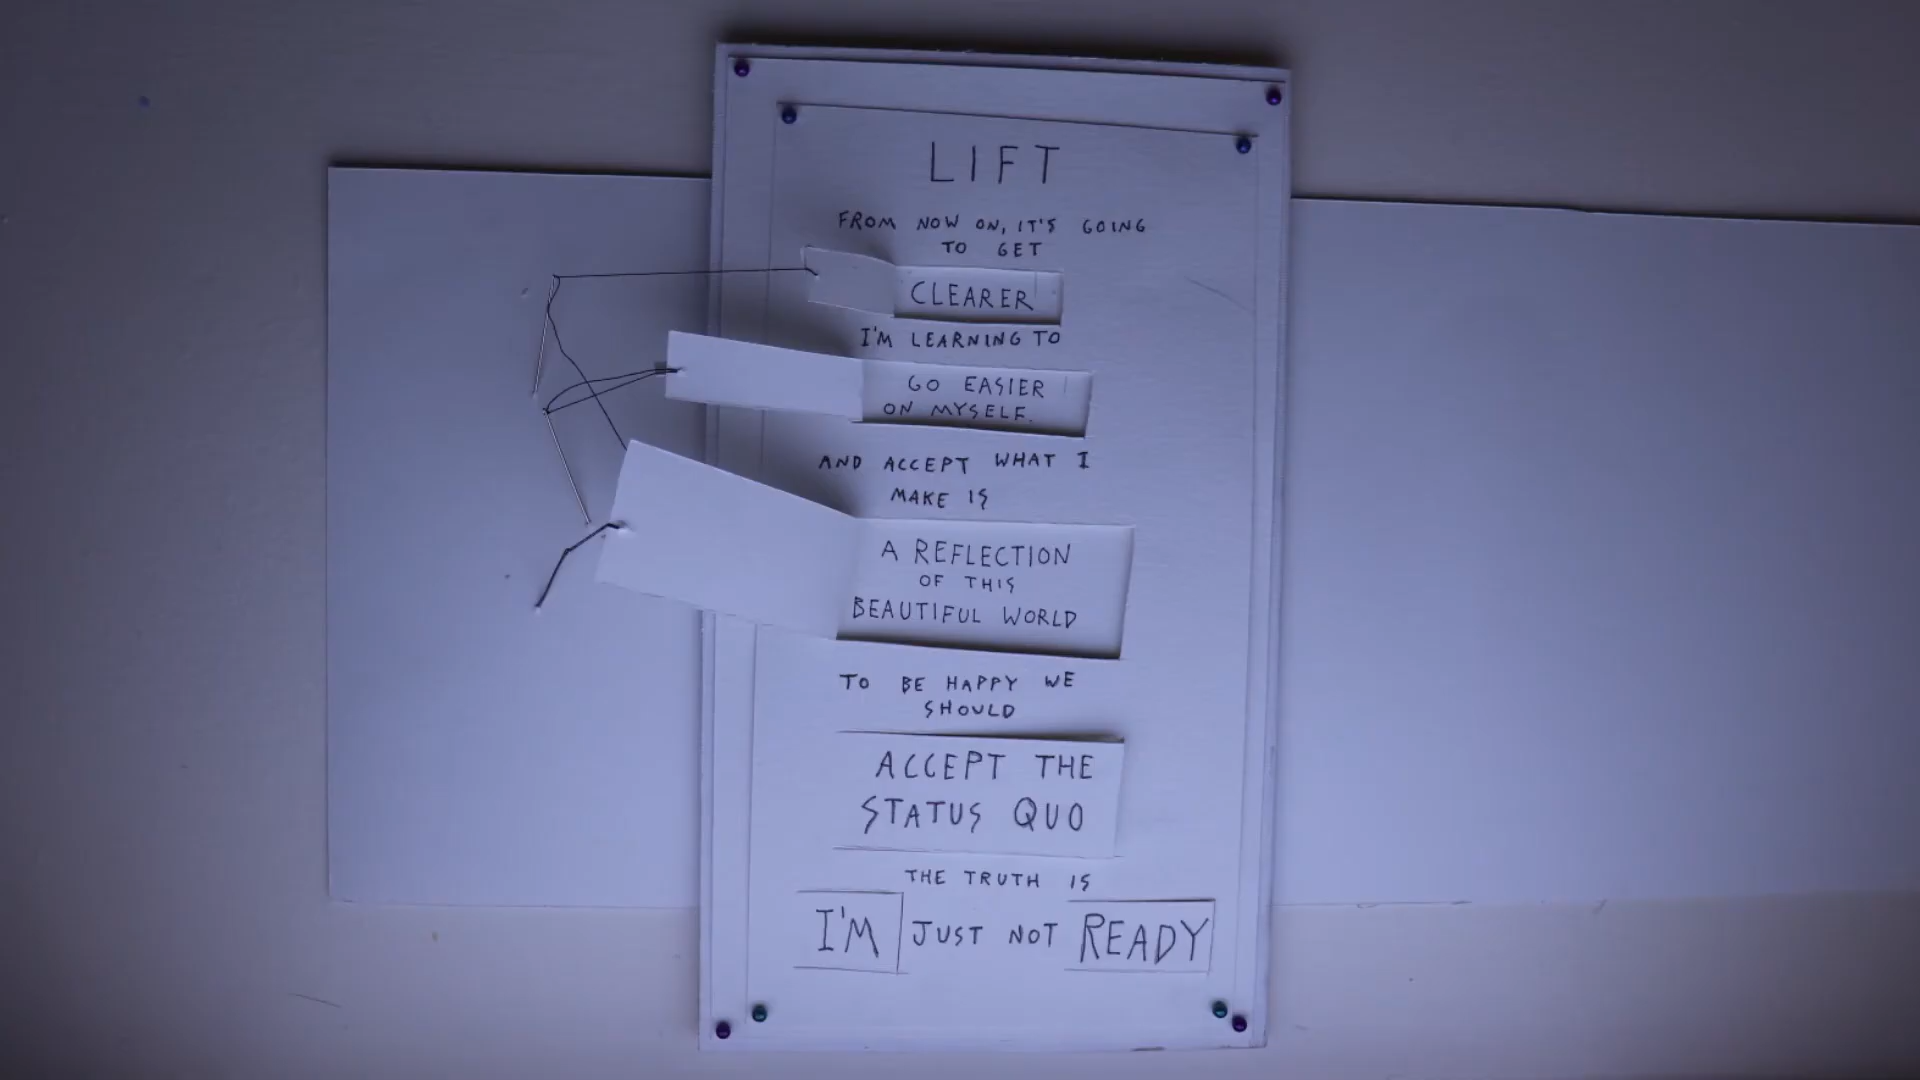 LIFT
FROM NOW ON, IT'S GOING
TO GET
CLEARER
I'M LEARNING TO
GO EASIER
ON MYSELF.
AND ACCEPT WHAT I
MAKE IS
A REFLECTION
OF THIS
BEAUTIFUL WORLD
TO BE HAPPY WE
SHOULD
ACCEPT THE
STATUS QUO
THE TRUTH IS
I'M JUST NOT READY